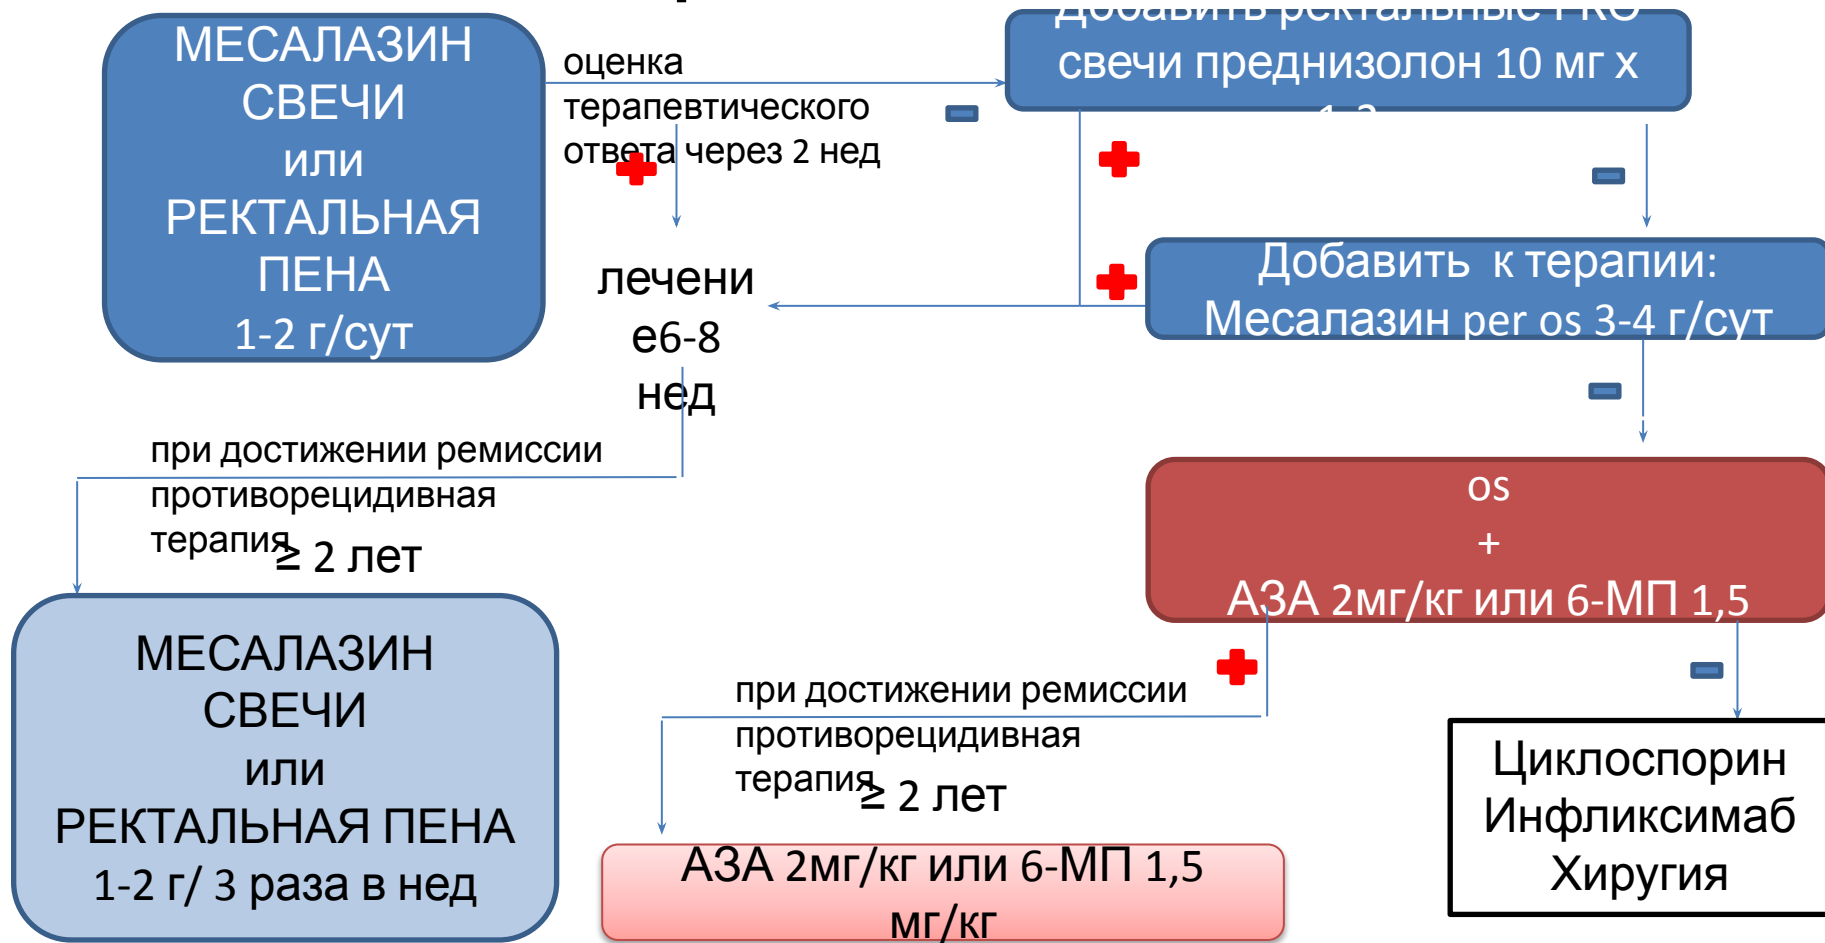 МЕСАЛАЗИН
СВЕЧИ
или
РЕКТАЛЬНАЯ
ПЕНА
1-2 г/сут
оценка
терапевтического
ответа через 2 нед
Добавить ректальные ГКС
свечи преднизолон 10 мг х
лечени
е6-8
нед
Добавить к терапии:
Месалазин per os 3-4 г/сут
при достижении ремиссии
противорецидивная
терапия
≥ 2 лет
os
+
АЗА 2мг/кг или 6-МП 1,5
МЕСАЛАЗИН
СВЕЧИ
или
РЕКТАЛЬНАЯ ПЕНА
1-2 г/ 3 раза в нед
при достижении ремиссии
противорецидивная
терапия
≥ 2 лет
АЗА 2мг/кг или 6-МП 1,5
мг/кг
Циклоспорин
Инфликсимаб
Хиругия